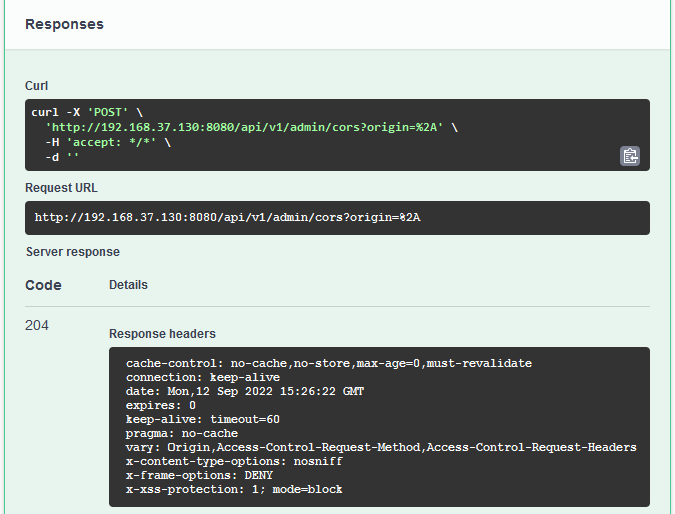 Responses
Curl
curl -X 'POST' \
'http://192.168.37.130:8080/api/v1/admin/cors?origin=%2A' \
-H 'accept: */*' \
-d ''
Request URL
http://192.168.37.130:8080/api/v1/admin/cors?origin=%2A
Server response
Code Details
204
Response headers
cache-control: no-cache,no-store,max-age=0,must-revalidate
connection: keep-alive
date: Mon,12 Sep 2022 15:26:22 GMT
expires: 0
keep-alive: timeout=60
pragma: no-cache
vary: Origin,Access-Control-Request-Method,Access-Control-Request-Headers
x-content-type-options: nosniff
x-frame-options: DENY
x-xss-protection: 1; mode=block